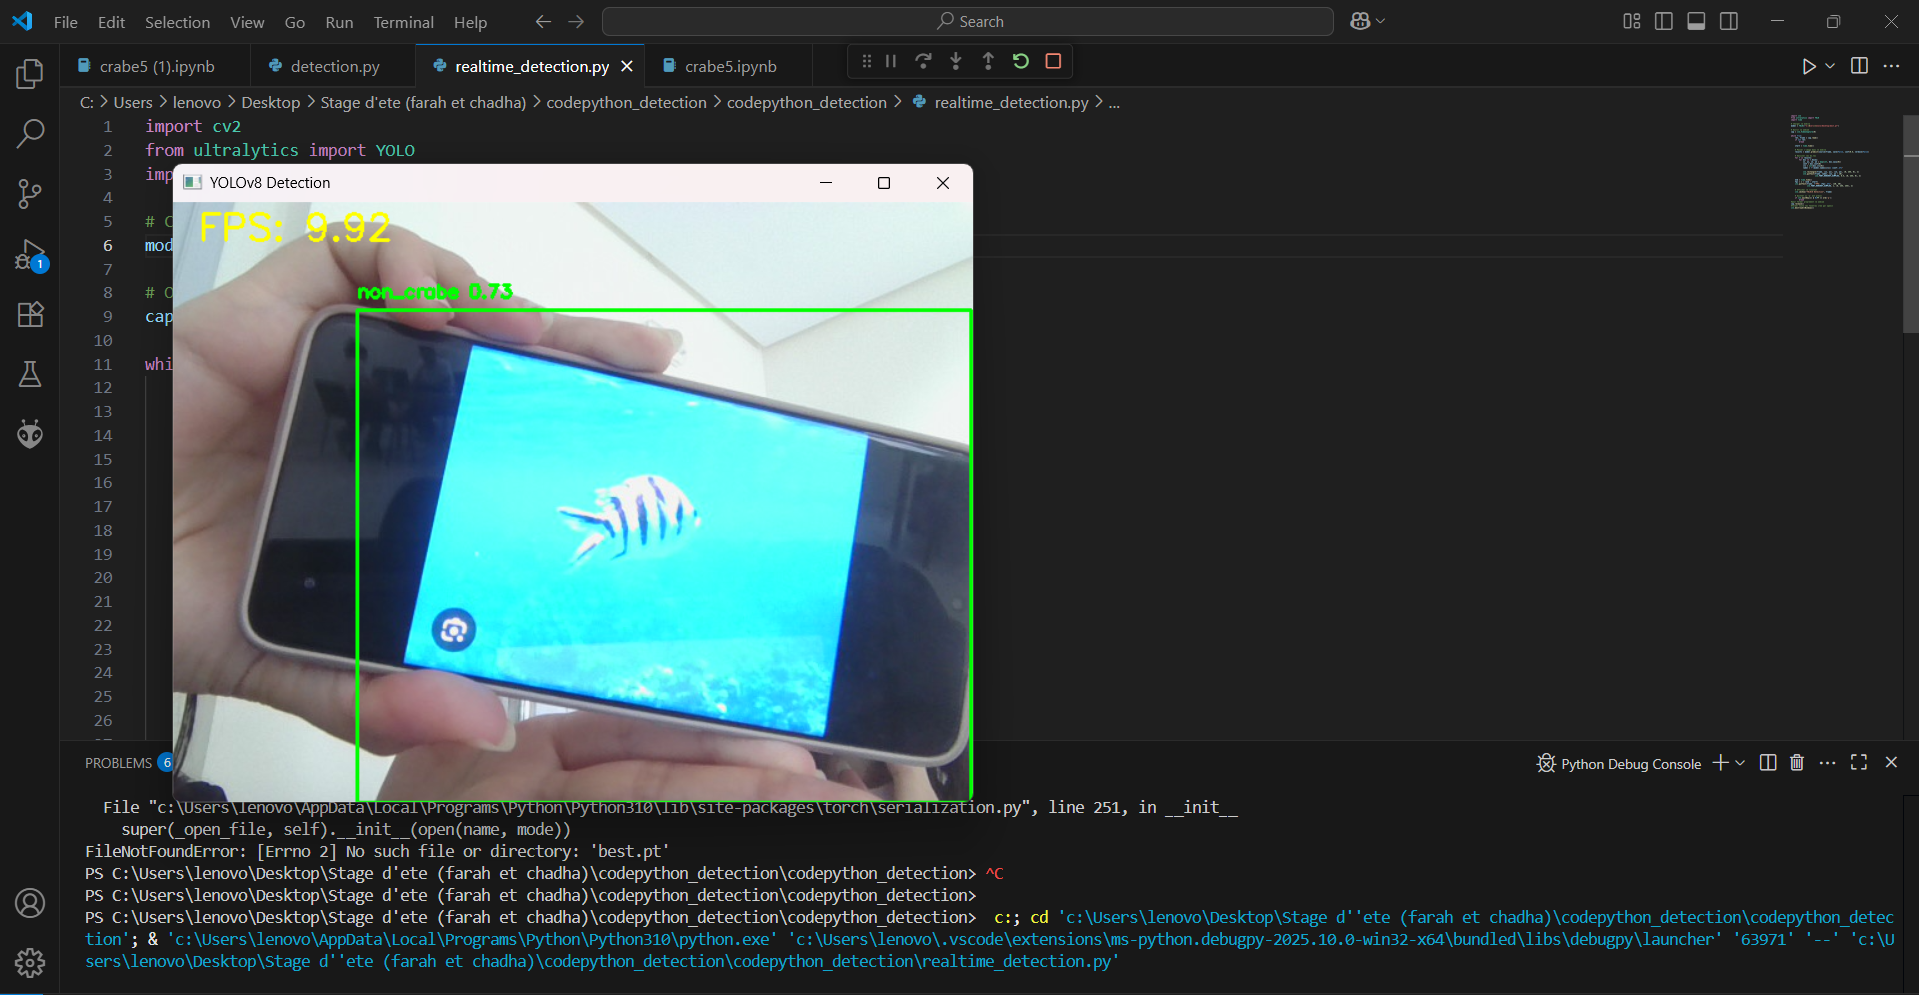 File Edit Selection View Go Run Terminal Help Search
crabe5 (1).ipynb detection.py realtime_detection.py crabe5.ipynb
C: > Users > lenovo > Desktop > Stage d'ete (farah et chadha) > codepython_detection > codepython_detection > realtime_detection.py > ...
1 import cv2
2 from ultralytics import YOLO
3 imp
4
5 # C
6 mod
7
8 # O
9 cap
10
11 whi
12
13
14
15
16
17
18
19
20
21
22
23
24
25
26
YOLOv8 Detection
FPS: 9.92
non_crabe 0.73
1
PROBLEMS 6
Python Debug Console
File "c:\Users\lenovo\AppData\Local\Programs\Python\Python310\lib\site-packages\torch\serialization.py", line 251, in __init__
super(_open_file, self).__init__(open(name, mode))
FileNotFoundError: [Errno 2] No such file or directory: 'best.pt'
PS C:\Users\lenovo\Desktop\Stage d'ete (farah et chadha)\codepython_detection\codepython_detection> ^C
PS C:\Users\lenovo\Desktop\Stage d'ete (farah et chadha)\codepython_detection\codepython_detection>
PS C:\Users\lenovo\Desktop\Stage d'ete (farah et chadha)\codepython_detection\codepython_detection> c:; cd 'c:\Users\lenovo\Desktop\Stage d''ete (farah et chadha)\codepython_detection\codepython_detec
tion'; & 'c:\Users\lenovo\AppData\Local\Programs\Python\Python310\python.exe' 'c:\Users\lenovo\.vscode\extensions\ms-python.debugpy-2025.10.0-win32-x64\bundled\libs\debugpy\launcher' '63971' '--' 'c:\U
sers\lenovo\Desktop\Stage d''ete (farah et chadha)\codepython_detection\codepython_detection\realtime_detection.py'